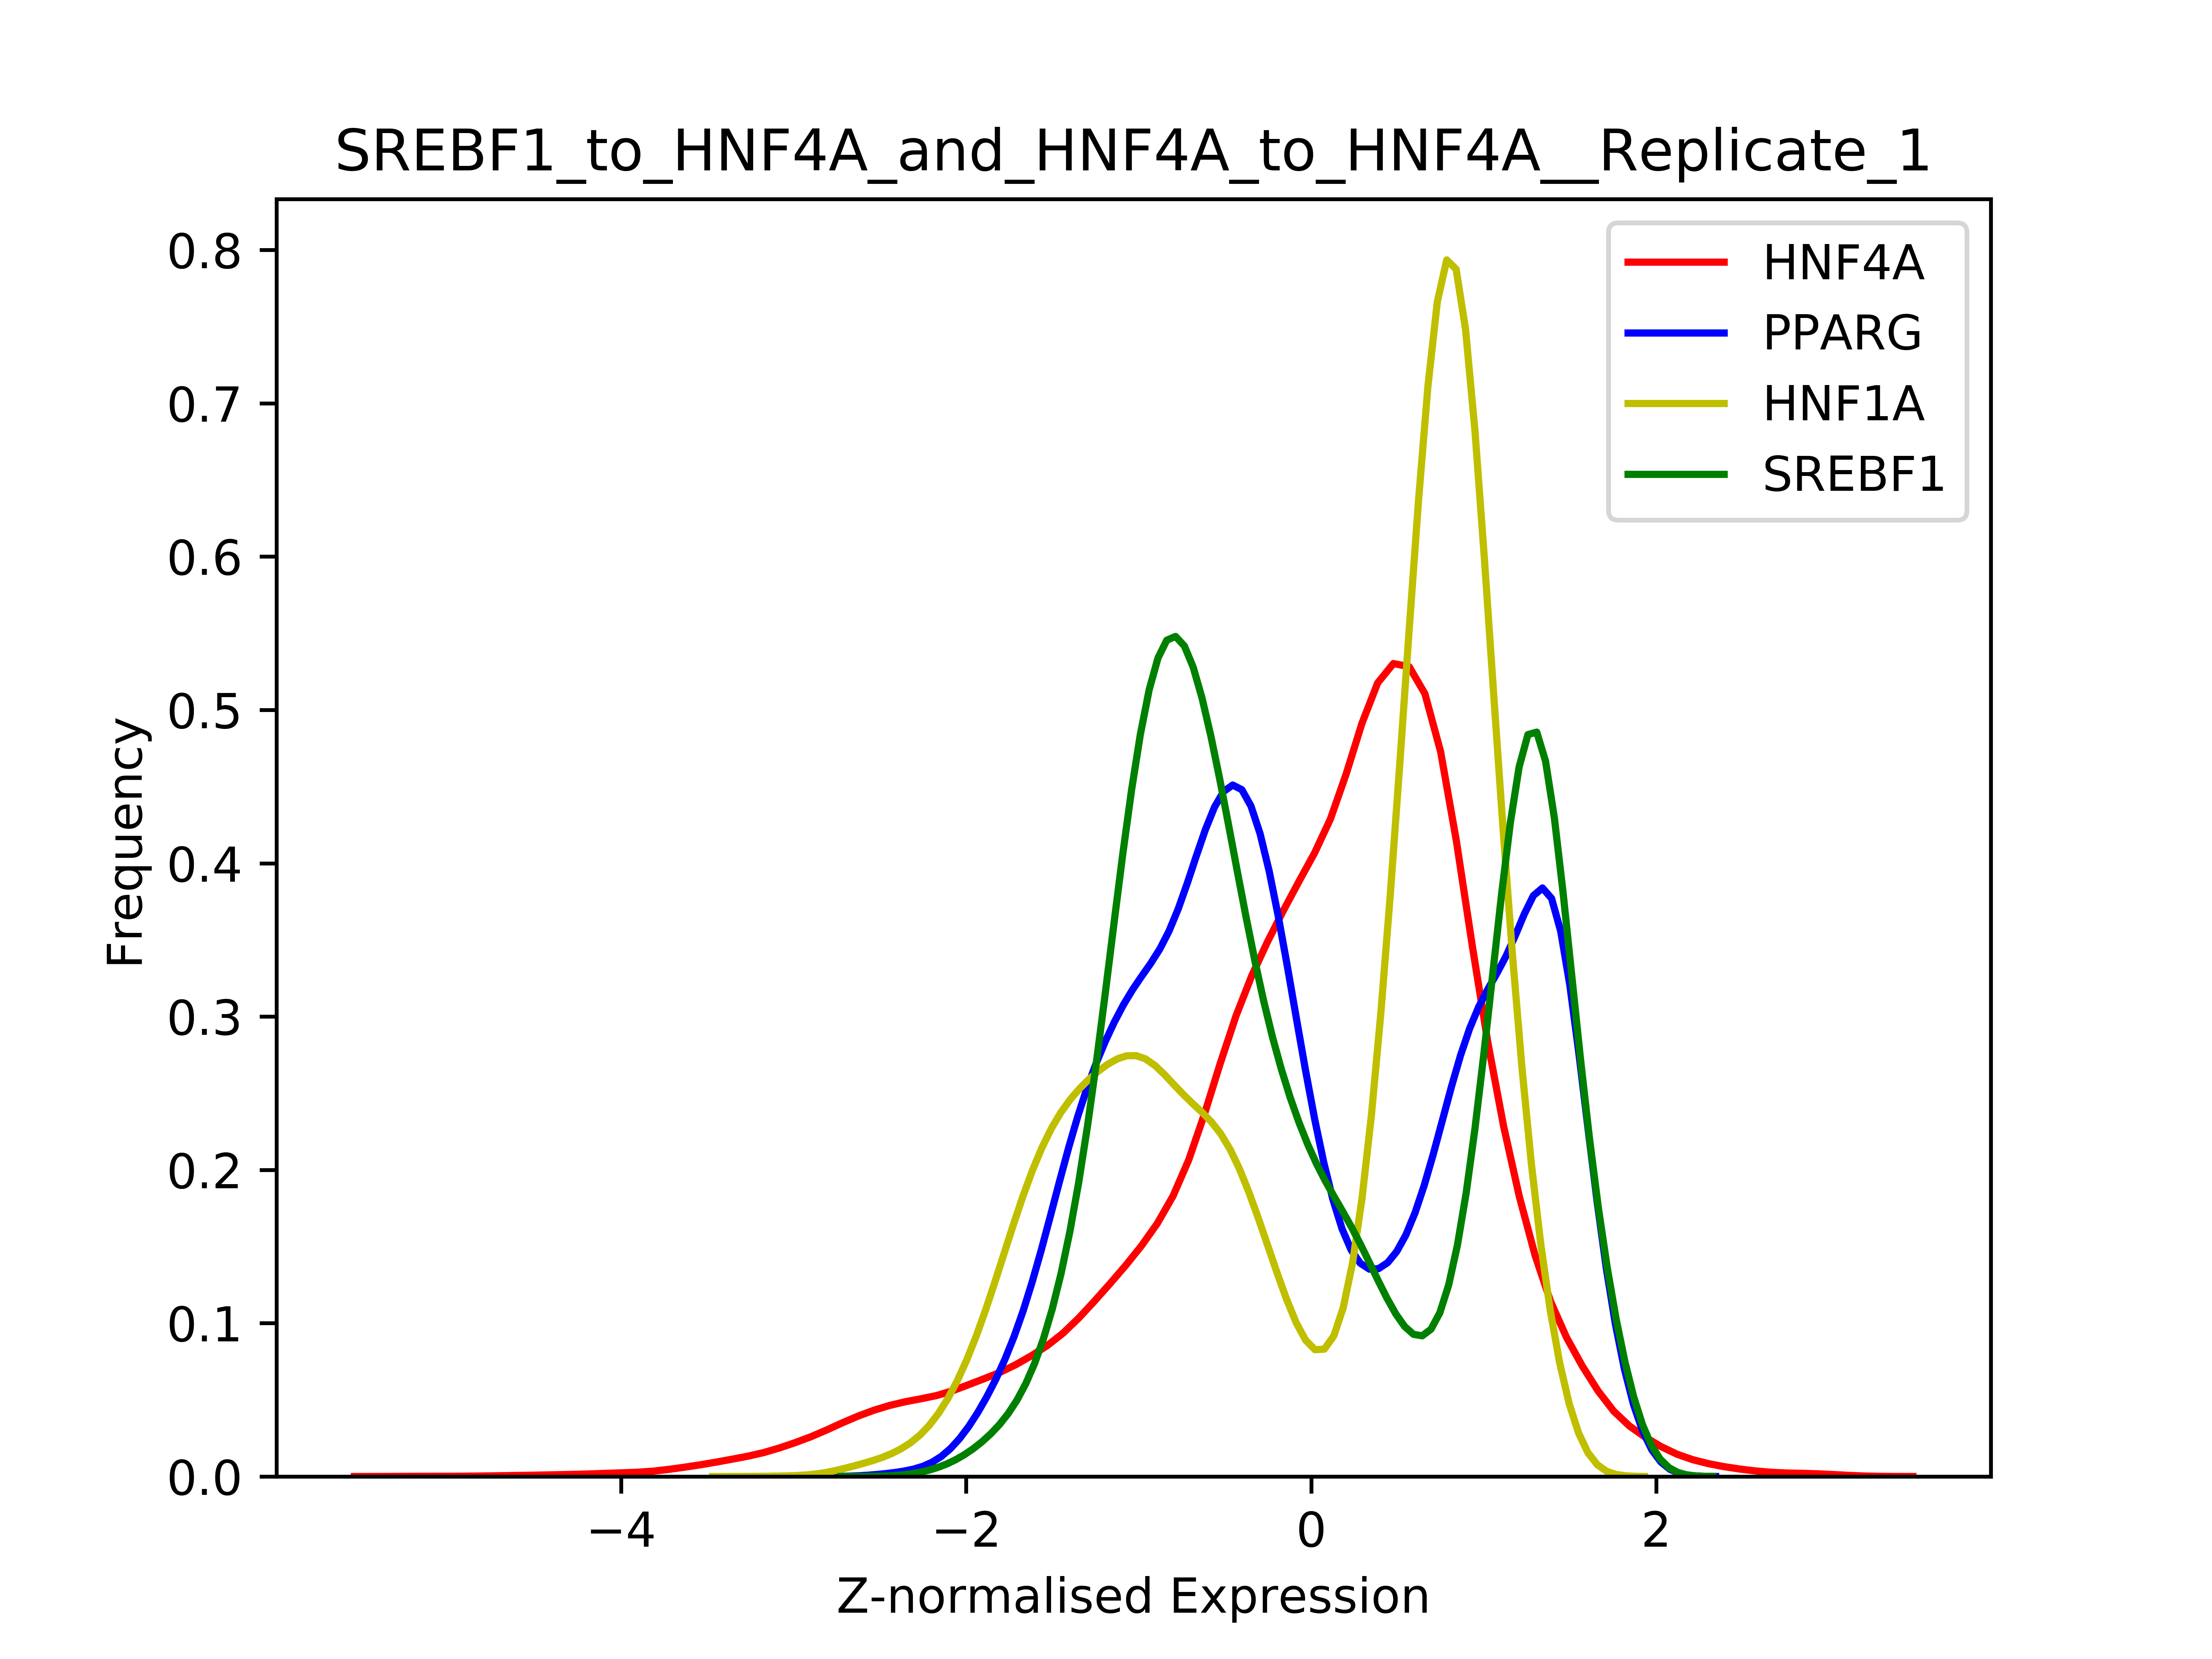 SREBF1_to_HNF4A_and_HNF4A_to_HNF4A__Replicate_1
HNF4A
PPARG
HNF1A
SREBF1
Frequency
0.8
0.7
0.6
0.5
0.4
0.3
0.2
0.1
0.0
−4
−2
0
2
Z-normalised Expression